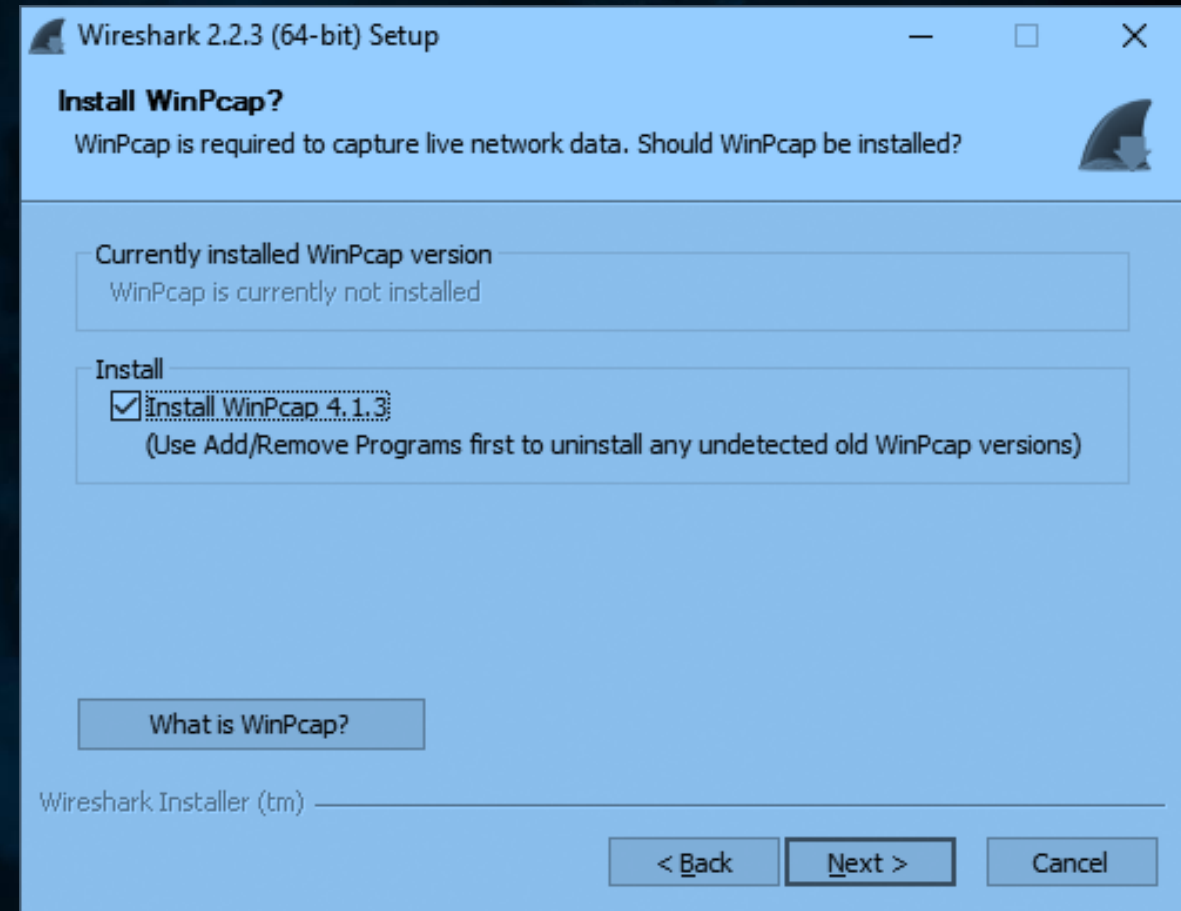 Wireshark 2.2.3 (64-bit) Setup
Install WinPcap?
WinPcap is required to capture live network data. Should WinPcap be installed?
Currently installed WinPcap version
WinPcap is currently not installed
Install
Install WinPcap 4.1.3
(Use Add/Remove Programs first to uninstall any undetected old WinPcap versions)
What is WinPcap?
Wireshark Installer (tm)
< Back Next > Cancel